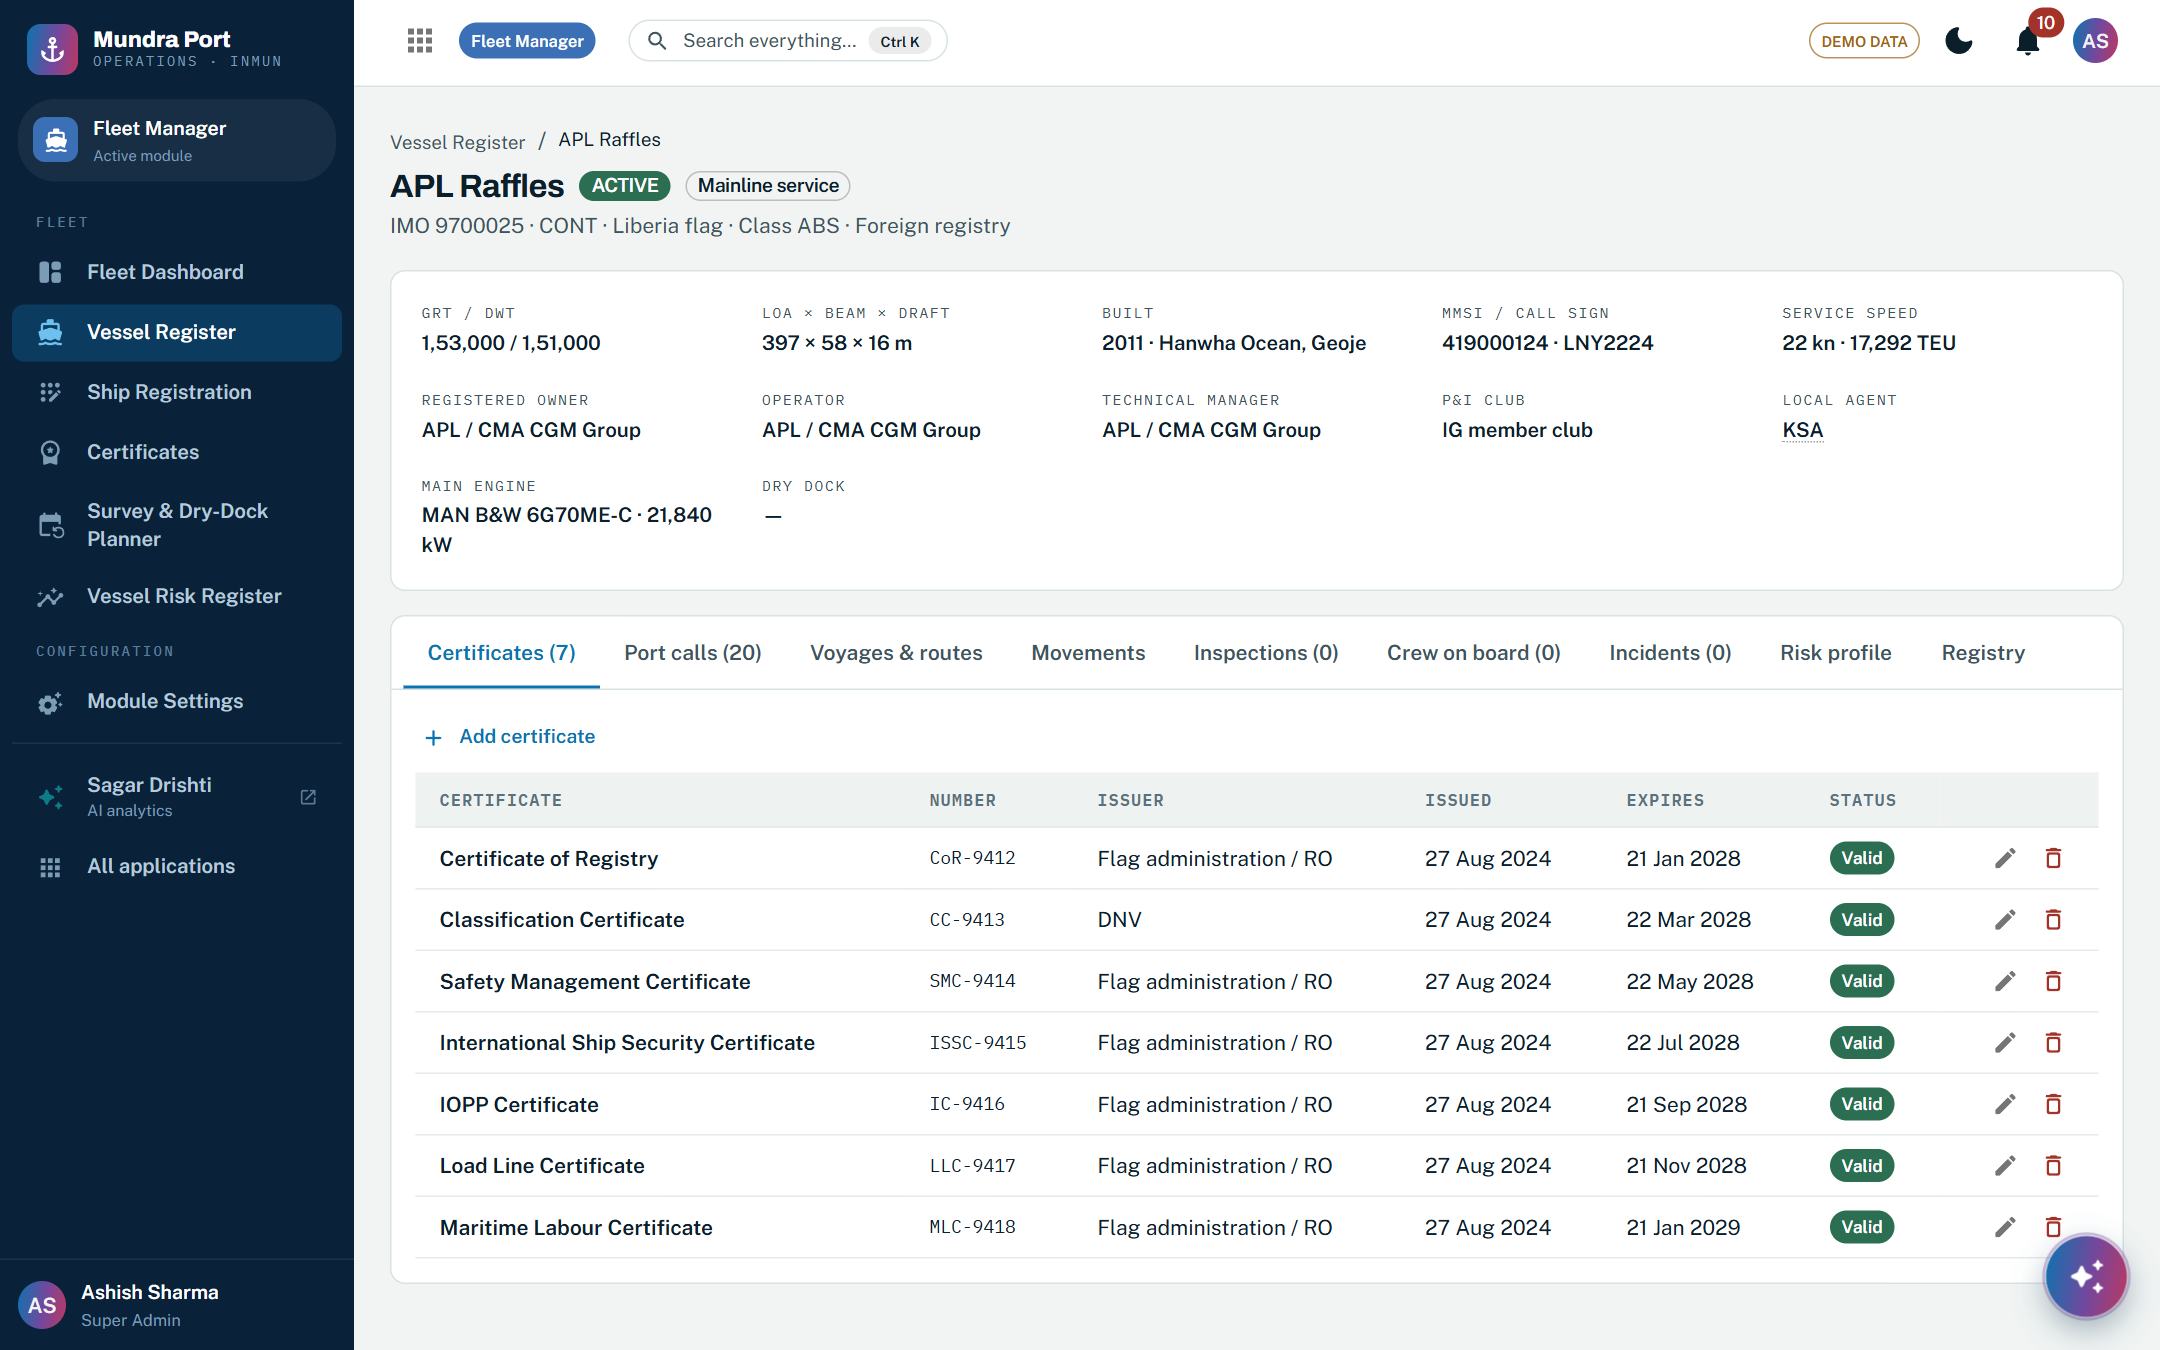 Mundra Port
OPERATIONS · INMUN
Fleet Manager
Active module
FLEET
Fleet Dashboard
Vessel Register
Ship Registration
Certificates
Survey & Dry-Dock
Planner
Vessel Risk Register
CONFIGURATION
Module Settings
Sagar Drishti
AI analytics
All applications
AS
Ashish Sharma
Super Admin
Fleet Manager
Search everything...
Ctrl K
DEMO DATA
10
AS
Vessel Register / APL Raffles
APL Raffles ACTIVE Mainline service
IMO 9700025 · CONT · Liberia flag · Class ABS · Foreign registry
GRT / DWT LOA × BEAM × DRAFT BUILT MMSI / CALL SIGN SERVICE SPEED
1,53,000 / 1,51,000 397 × 58 × 16 m 2011 · Hanwha Ocean, Geoje 419000124 · LNY2224 22 kn · 17,292 TEU
REGISTERED OWNER OPERATOR TECHNICAL MANAGER P&I CLUB LOCAL AGENT
APL / CMA CGM Group APL / CMA CGM Group APL / CMA CGM Group IG member club KSA
MAIN ENGINE DRY DOCK
MAN B&W 6G70ME-C · 21,840 —
kW
Certificates (7) Port calls (20) Voyages & routes Movements Inspections (0) Crew on board (0) Incidents (0) Risk profile Registry
+ Add certificate
CERTIFICATE NUMBER ISSUER ISSUED EXPIRES STATUS
Certificate of Registry CoR-9412 Flag administration / RO 27 Aug 2024 21 Jan 2028 Valid
Classification Certificate CC-9413 DNV 27 Aug 2024 22 Mar 2028 Valid
Safety Management Certificate SMC-9414 Flag administration / RO 27 Aug 2024 22 May 2028 Valid
International Ship Security Certificate ISSC-9415 Flag administration / RO 27 Aug 2024 22 Jul 2028 Valid
IOPP Certificate IC-9416 Flag administration / RO 27 Aug 2024 21 Sep 2028 Valid
Load Line Certificate LLC-9417 Flag administration / RO 27 Aug 2024 21 Nov 2028 Valid
Maritime Labour Certificate MLC-9418 Flag administration / RO 27 Aug 2024 21 Jan 2029 Valid